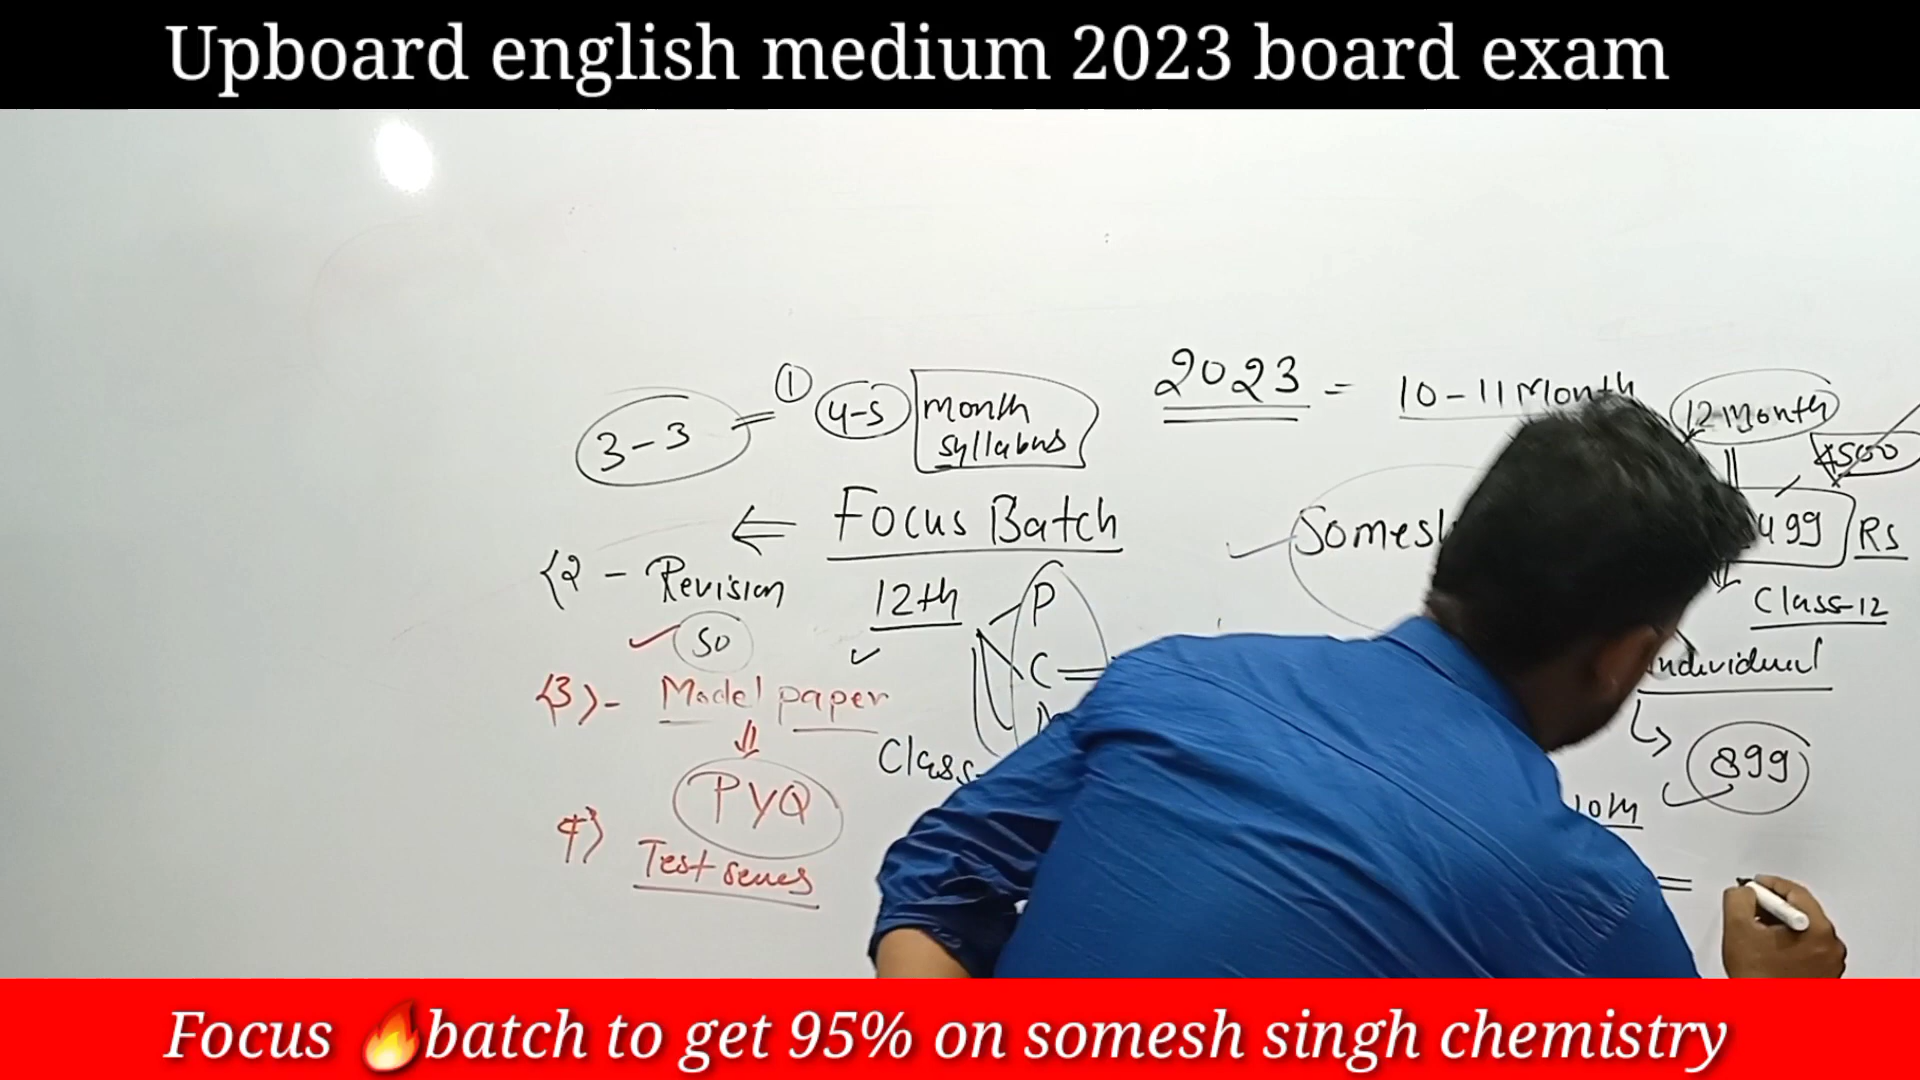 Upboard english medium 2023 board exam
2023 = 10-11 Month
12 Month
4500
3-3 = ① 4-5 month
syllabus
Focus Batch
499 Rs
{2 - Revision
50
12th
P
C
Class-12
individual
899
{3}- Model paper
PYQ
Class
10M
4) Test series
=
Focus 🔥batch to get 95% on somesh singh chemistry